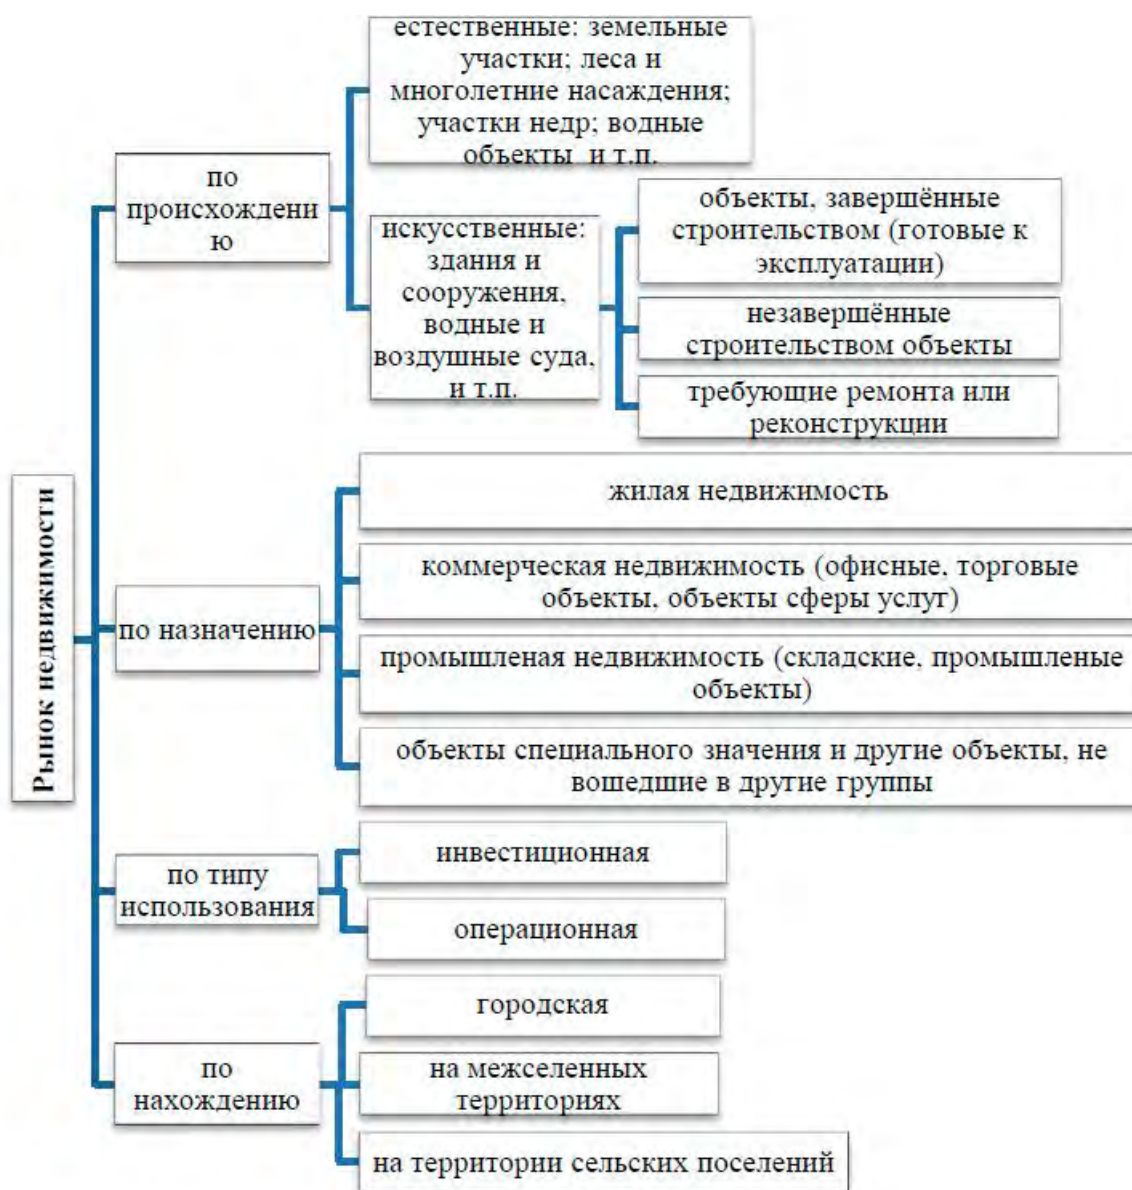 Рынок недвижимости
по
происхождени
ю
естественные: земельные
участки; леса и
многолетние насаждения;
участки недр; водные
объекты и т.п.
искусственные:
здания и
сооружения,
водные и
воздушные суда,
и т.п.
объекты, завершённые
строительством (готовые к
эксплуатации)
незавершённые
строительством объекты
требующие ремонта или
реконструкции
по назначению
жилая недвижимость
коммерческая недвижимость (офисные, торговые
объекты, объекты сферы услуг)
промышленая недвижимость (складские, промышленые
объекты)
объекты специального значения и другие объекты, не
вошедшие в другие группы
по типу
использования
инвестиционная
операционная
по
нахождению
городская
на межселенных
территориях
на территории сельских поселений